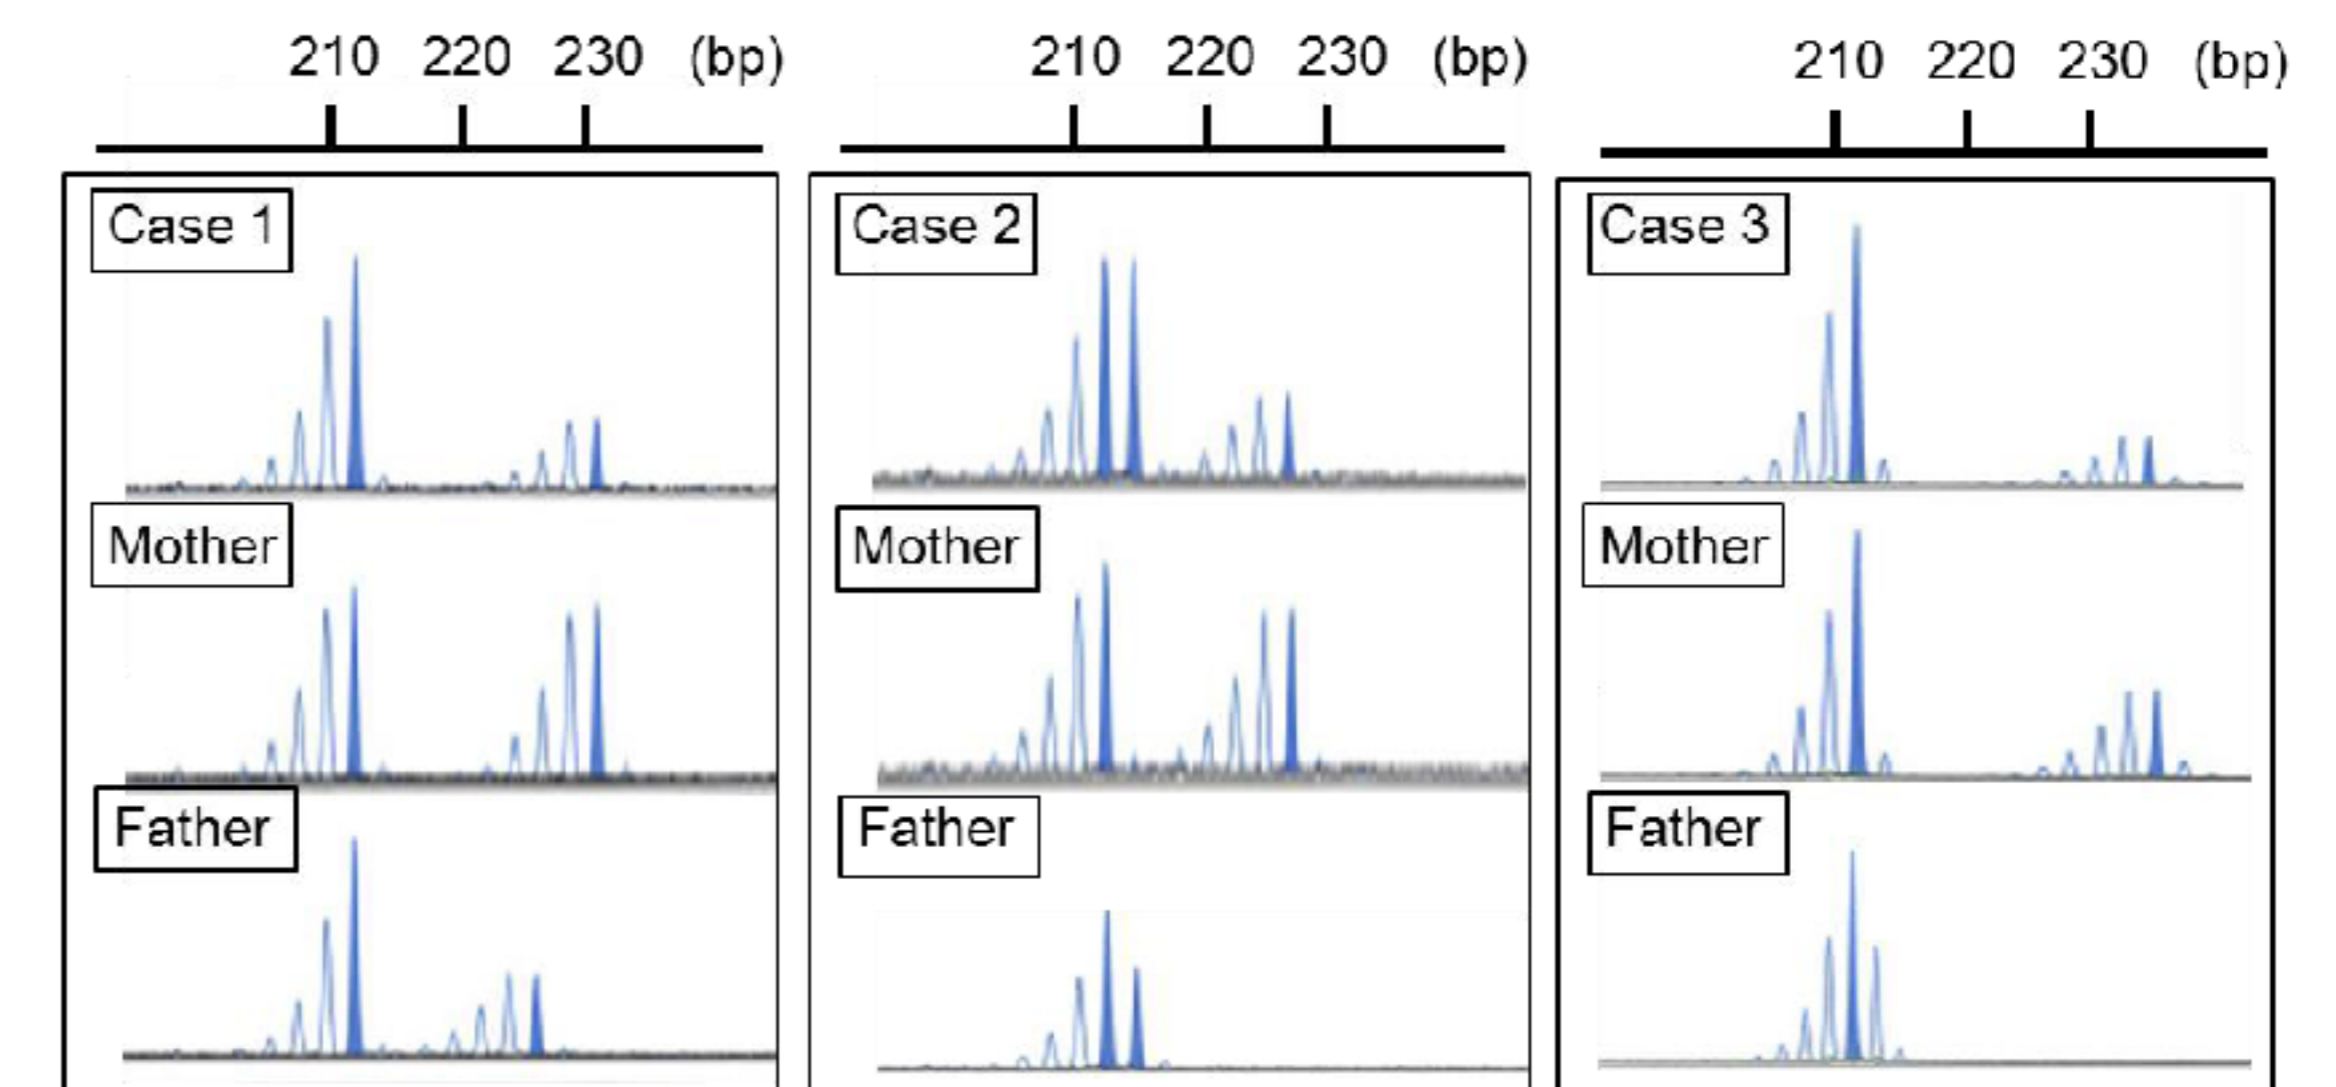 210 220 230 (bp)
210 220 230 (bp)
210 220 230 (bp)
Case 1
Case 2
Case 3
Mother
Mother
Mother
Father
Father
Father